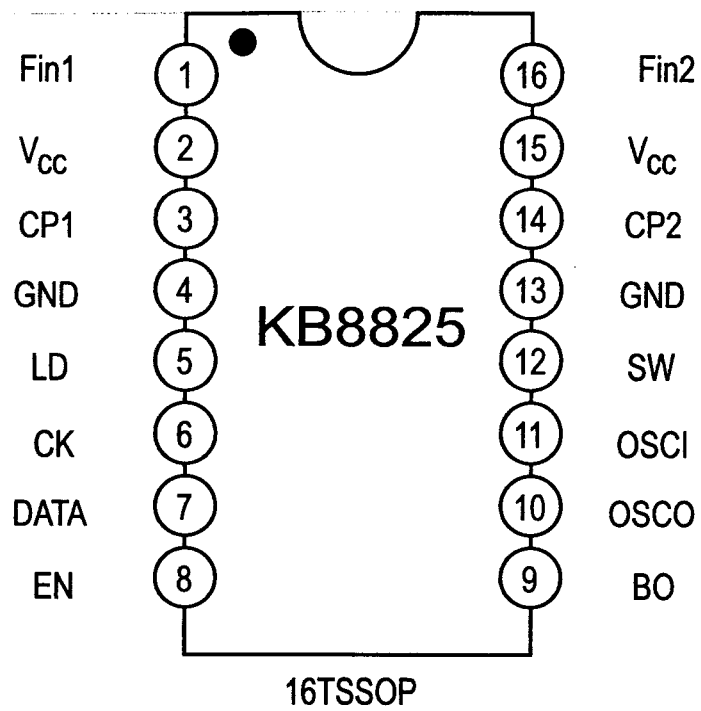 Fin1 1 16 Fin2
VCC 2 15 VCC
CP1 3 14 CP2
GND 4 13 GND
KB8825
LD 5 12 SW
CK 6 11 OSCI
DATA 7 10 OSCO
EN 8 9 BO
16TSSOP